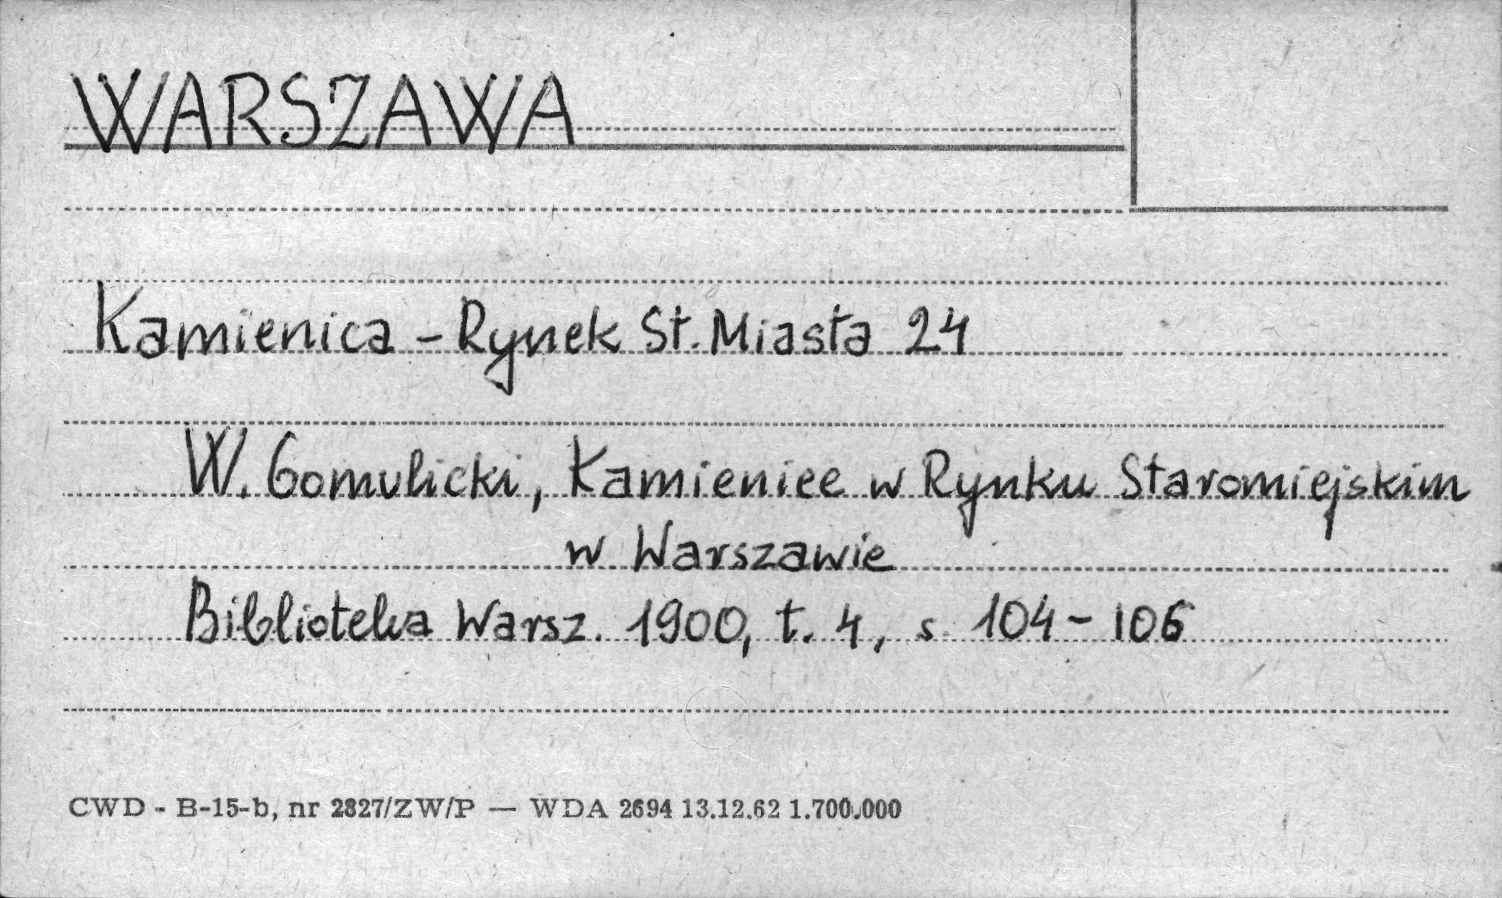 WARSZAWA
Kamienica - Rynek St. Miasta 24
W. Gomulicki, Kamienice w Rynku Staromiejskim
w Warszawie
Biblioteka Warsz. 1900, t. 4, s. 104-106
CWD - B-15-b, nr 2827/ZW/P — WDA 2694 13.12.62 1.700.000